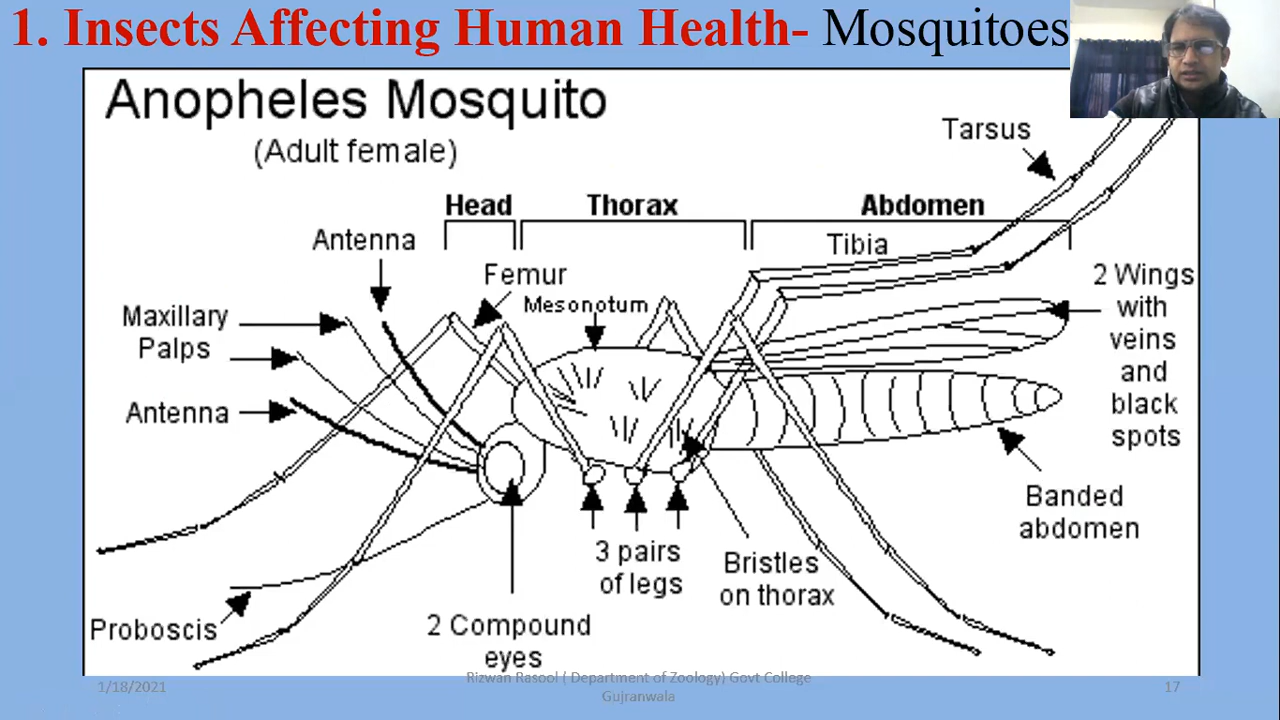 1. Insects Affecting Human Health- Mosquitoes
Anopheles Mosquito
(Adult female)
Tarsus
Head
Thorax
Abdomen
Antenna
Tibia
Femur
Mesonotum
2 Wings
with
veins
and
black
spots
Maxillary
Palps
Antenna
Banded
abdomen
3 pairs
of legs
Bristles
on thorax
Proboscis
2 Compound
eyes
1/18/2021
Rizwan Rasool ( Department of Zoology) Govt College
Gujranwala
17